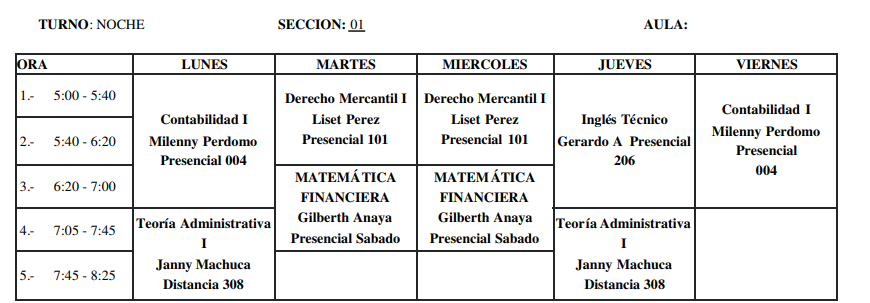 TURNO: NOCHE SECCION: 01 AULA:
ORA LUNES MARTES MIERCOLES JUEVES VIERNES
1.- 5:00 - 5:40
2.- 5:40 - 6:20
3.- 6:20 - 7:00
4.- 7:05 - 7:45
5.- 7:45 - 8:25
Contabilidad I
Milenny Perdomo
Presencial 004
Teoría Administrativa
I
Janny Machuca
Distancia 308
Derecho Mercantil I
Liset Perez
Presencial 101
MATEMÁTICA
FINANCIERA
Gilberth Anaya
Presencial Sabado
Derecho Mercantil I
Liset Perez
Presencial 101
MATEMÁTICA
FINANCIERA
Gilberth Anaya
Presencial Sabado
Inglés Técnico
Gerardo A Presencial
206
Teoría Administrativa
I
Janny Machuca
Distancia 308
Contabilidad I
Milenny Perdomo
Presencial
004